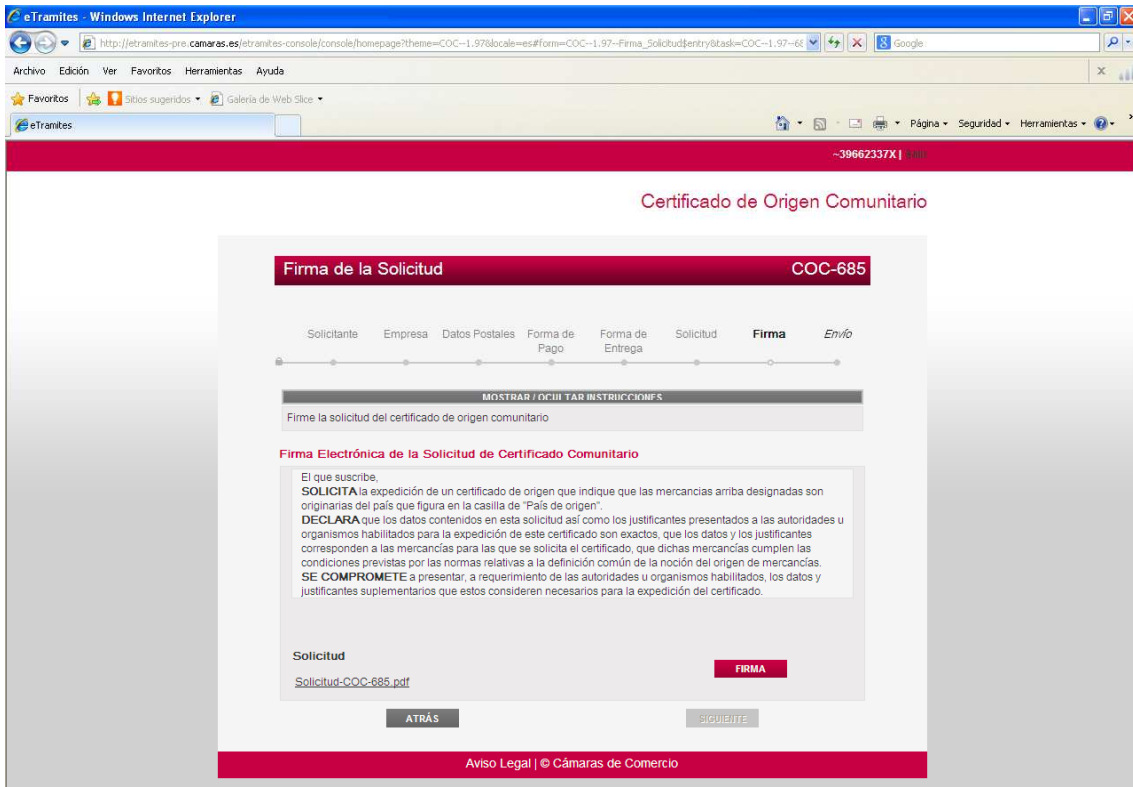 eTramites - Windows Internet Explorer
http://etramites-pre.camaras.es/etramites-console/console/homepage?theme=COC--1.97&locale=es#form=COC--1.97--Firma_Solicitud$entry&task=COC--1.97--68
Google
Archivo Edición Ver Favoritos Herramientas Ayuda
Favoritos Sitios sugeridos Galería de Web Slice
eTramites Página Seguridad Herramientas
~39662337X |
Certificado de Origen Comunitario
Firma de la Solicitud COC-685
Solicitante Empresa Datos Postales Forma de Pago Forma de Entrega Solicitud Firma Envío
MOSTRAR / OCULTAR INSTRUCCIONES
Firme la solicitud del certificado de origen comunitario
Firma Electrónica de la Solicitud de Certificado Comunitario
El que suscribe,
SOLICITA la expedición de un certificado de origen que indique que las mercancias arriba designadas son
originarias del país que figura en la casilla de "País de origen".
DECLARA que los datos contenidos en esta solicitud así como los justificantes presentados a las autoridades u
organismos habilitados para la expedición de este certificado son exactos, que los datos y los justificantes
corresponden a las mercancías para las que se solicita el certificado, que dichas mercancías cumplen las
condiciones previstas por las normas relativas a la definición común de la noción del origen de mercancías.
SE COMPROMETE a presentar, a requerimiento de las autoridades u organismos habilitados, los datos y
justificantes suplementarios que estos consideren necesarios para la expedición del certificado.
Solicitud
FIRMA
Solicitud-COC-685.pdf
ATRÁS SIGUIENTE
Aviso Legal | © Cámaras de Comercio